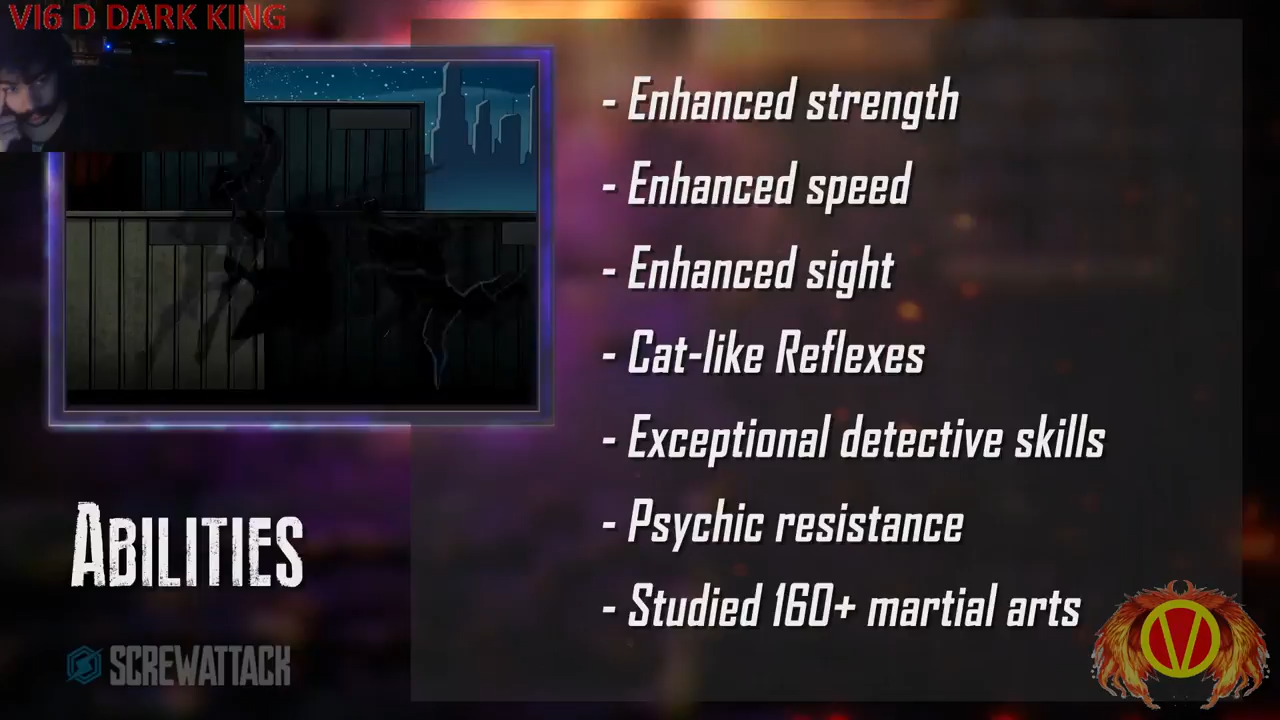 VI6 D DARK KING
- Enhanced strength
- Enhanced speed
- Enhanced sight
- Cat-like Reflexes
- Exceptional detective skills
- Psychic resistance
- Studied 160+ martial arts
ABILITIES
SCREWATTACK
V